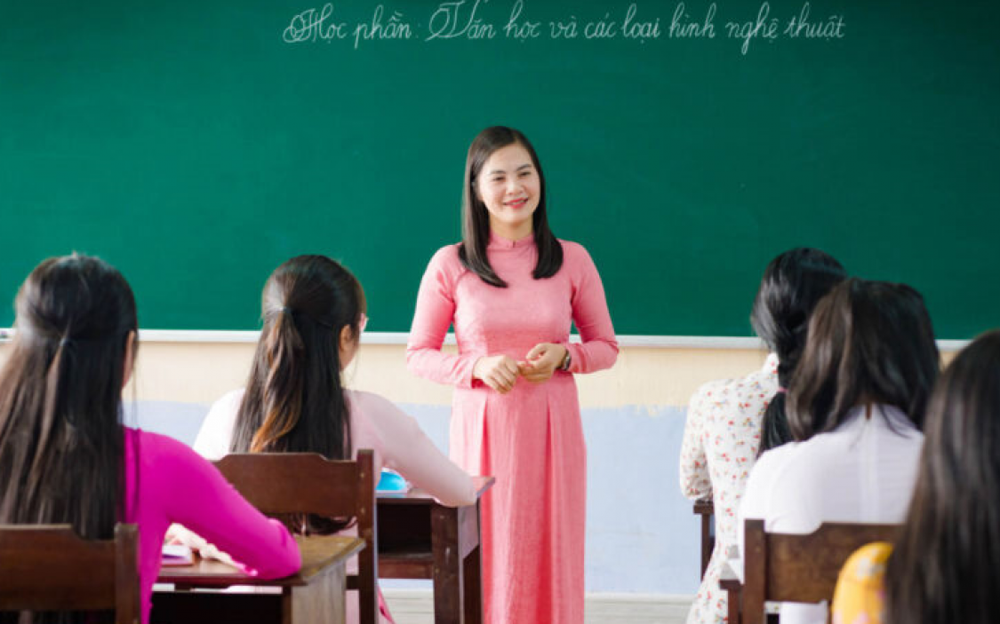 Học phần: Văn học và các loại hình nghệ thuật